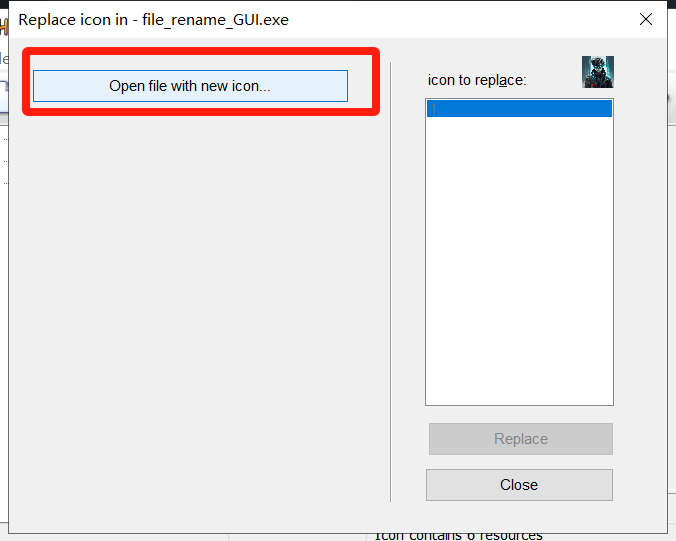 Replace icon in - file_rename_GUI.exe
Open file with new icon...
icon to replace:
Replace
Close
Icon contains 6 resources